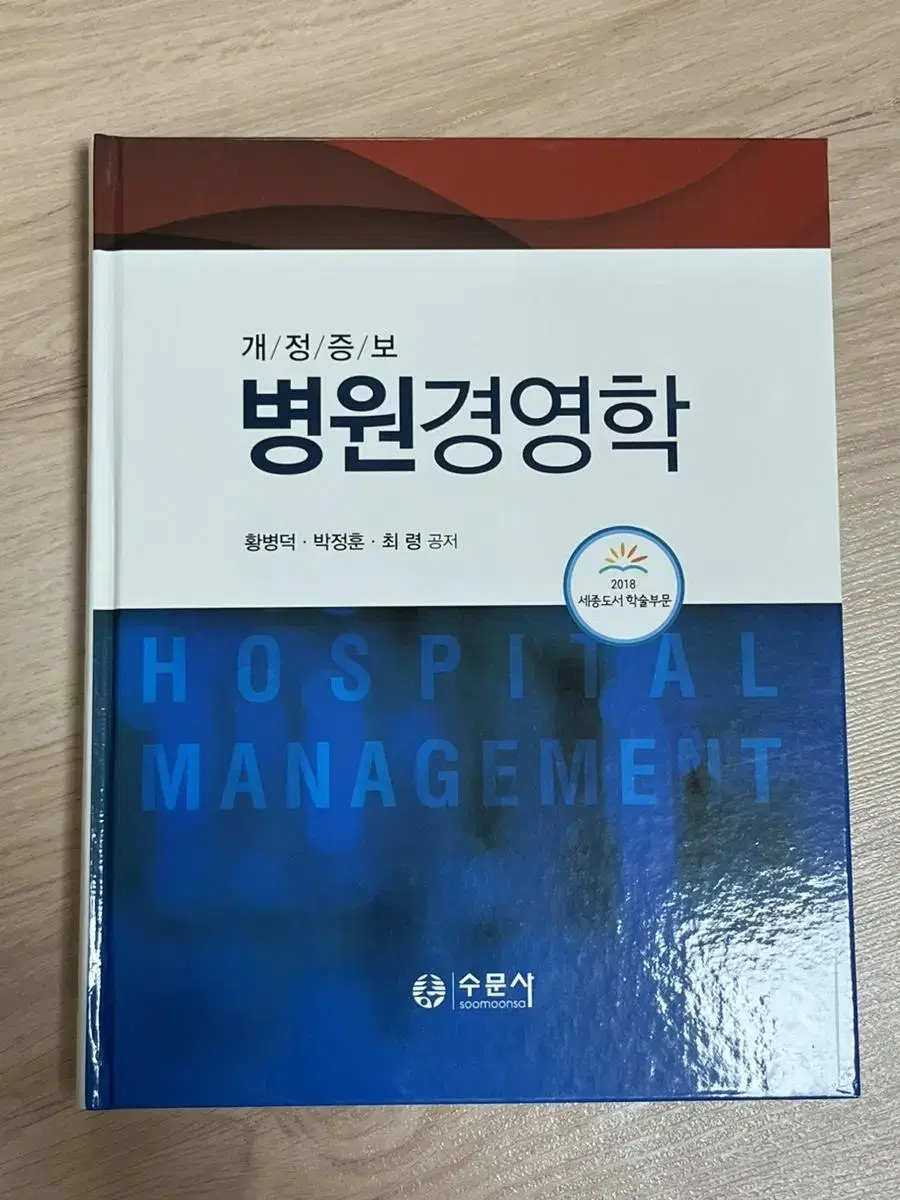 개/정/증/보
병원경영학
황병덕 · 박정훈 · 최 령 공저
2018
세종도서 학술부문
HOSPITAL
MANAGEMENT
수문사
soomoonsa